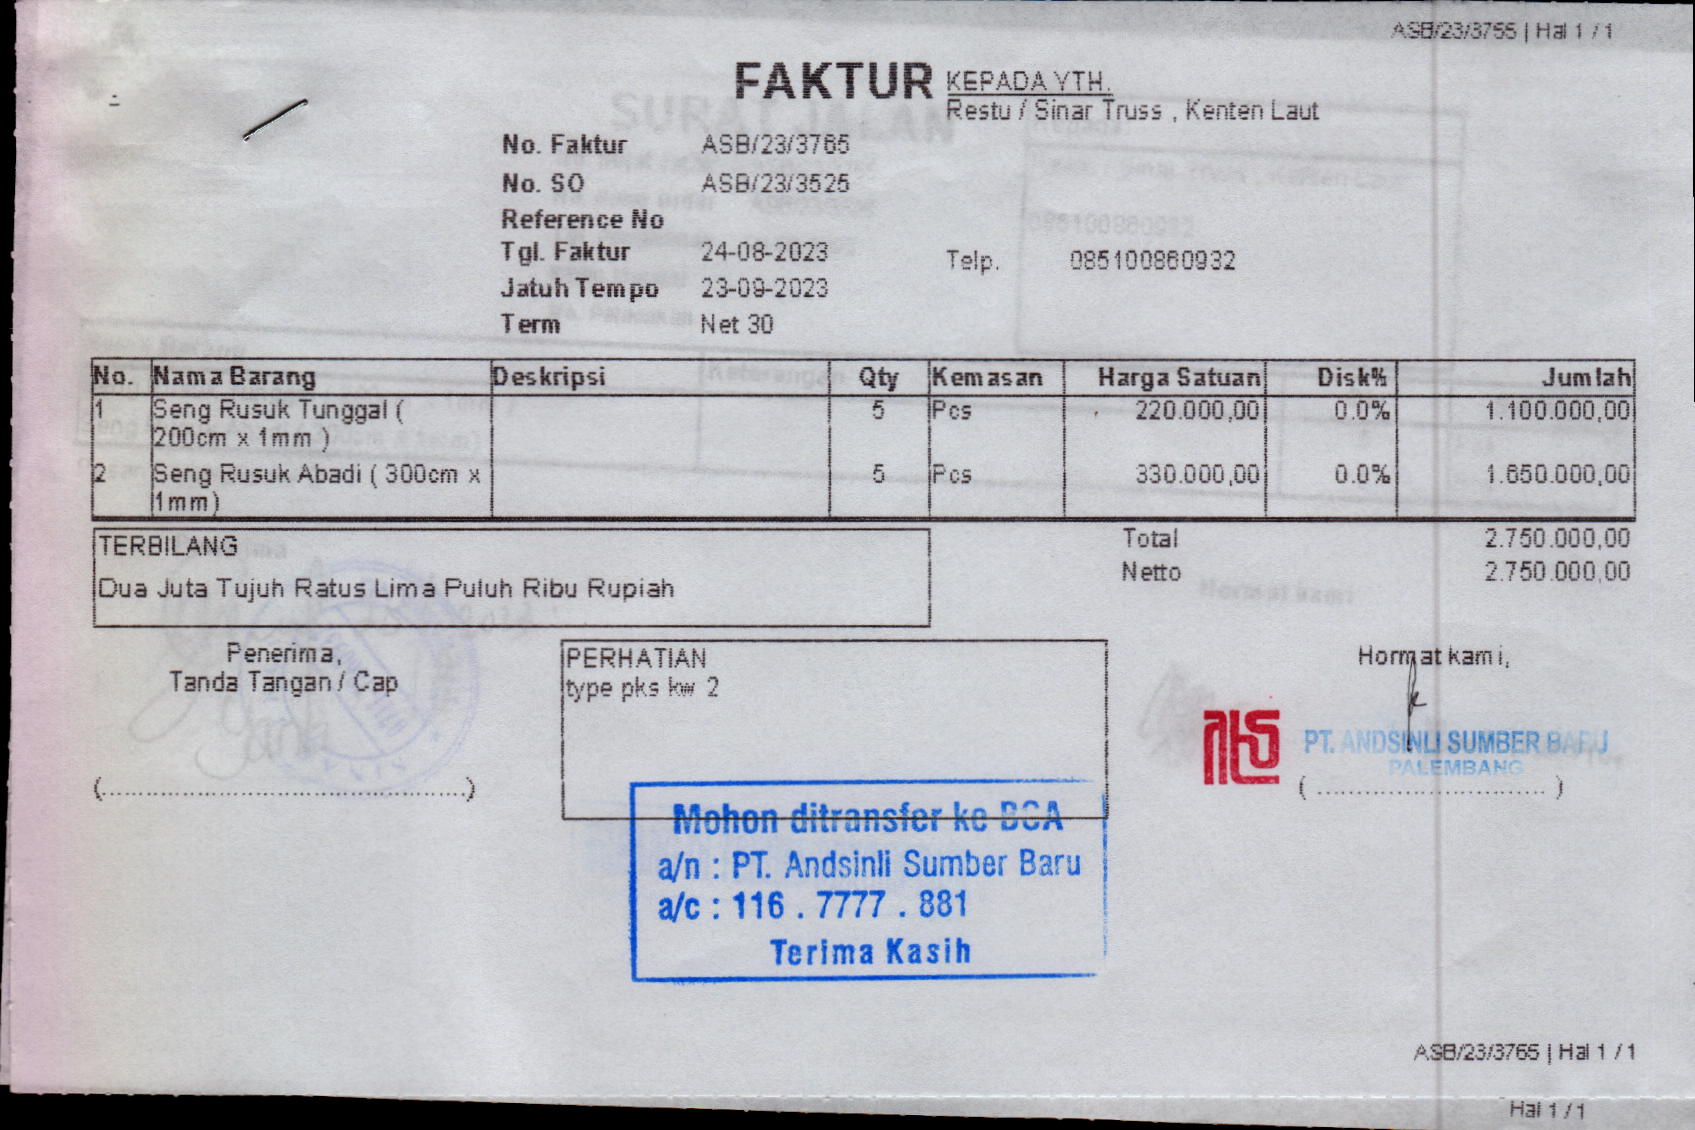 ASB/23/3765 | Hal 1 / 1
FAKTUR
KEPADA YTH.
Restu / Sinar Truss , Kenten Laut
No. Faktur ASB/23/3765
No. SO ASB/23/3525
Reference No
Tgl. Faktur 24-08-2023
Telp. 085100860932
Jatuh Tempo 23-09-2023
Term Net 30
No. Nama Barang Deskripsi Qty Kemasan Harga Satuan Disk% Jumlah
1 Seng Rusuk Tunggal ( 5 Pcs 220.000,00 0.0% 1.100.000,00
200cm x 1mm )
2 Seng Rusuk Abadi ( 300cm x 5 Pcs 330.000,00 0.0% 1.650.000,00
1mm)
TERBILANG
Dua Juta Tujuh Ratus Lima Puluh Ribu Rupiah
Total 2.750.000,00
Netto 2.750.000,00
Penerima,
Tanda Tangan / Cap
(..............................................)
PERHATIAN
type pks kw 2
Hormat kami,
PT. ANDSINLI SUMBER BARU
PALEMBANG
( ............................ )
Mohon ditransfer ke BCA
a/n : PT. Andsinli Sumber Baru
a/c : 116 . 7777 . 881
Terima Kasih
ASB/23/3765 | Hal 1 / 1
Hal 1 / 1